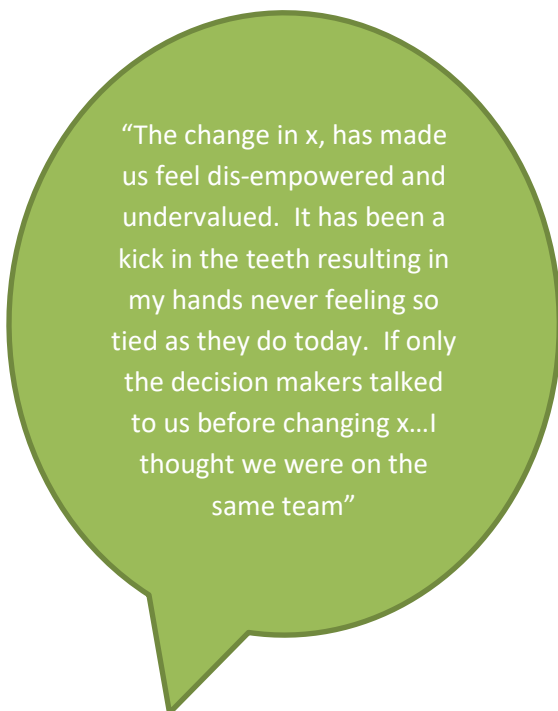 “The change in x, has made
us feel dis-empowered and
undervalued.  It has been a
kick in the teeth resulting in
my hands never feeling so
tied as they do today.  If only
the decision makers talked
to us before changing x…I
thought we were on the
same team”